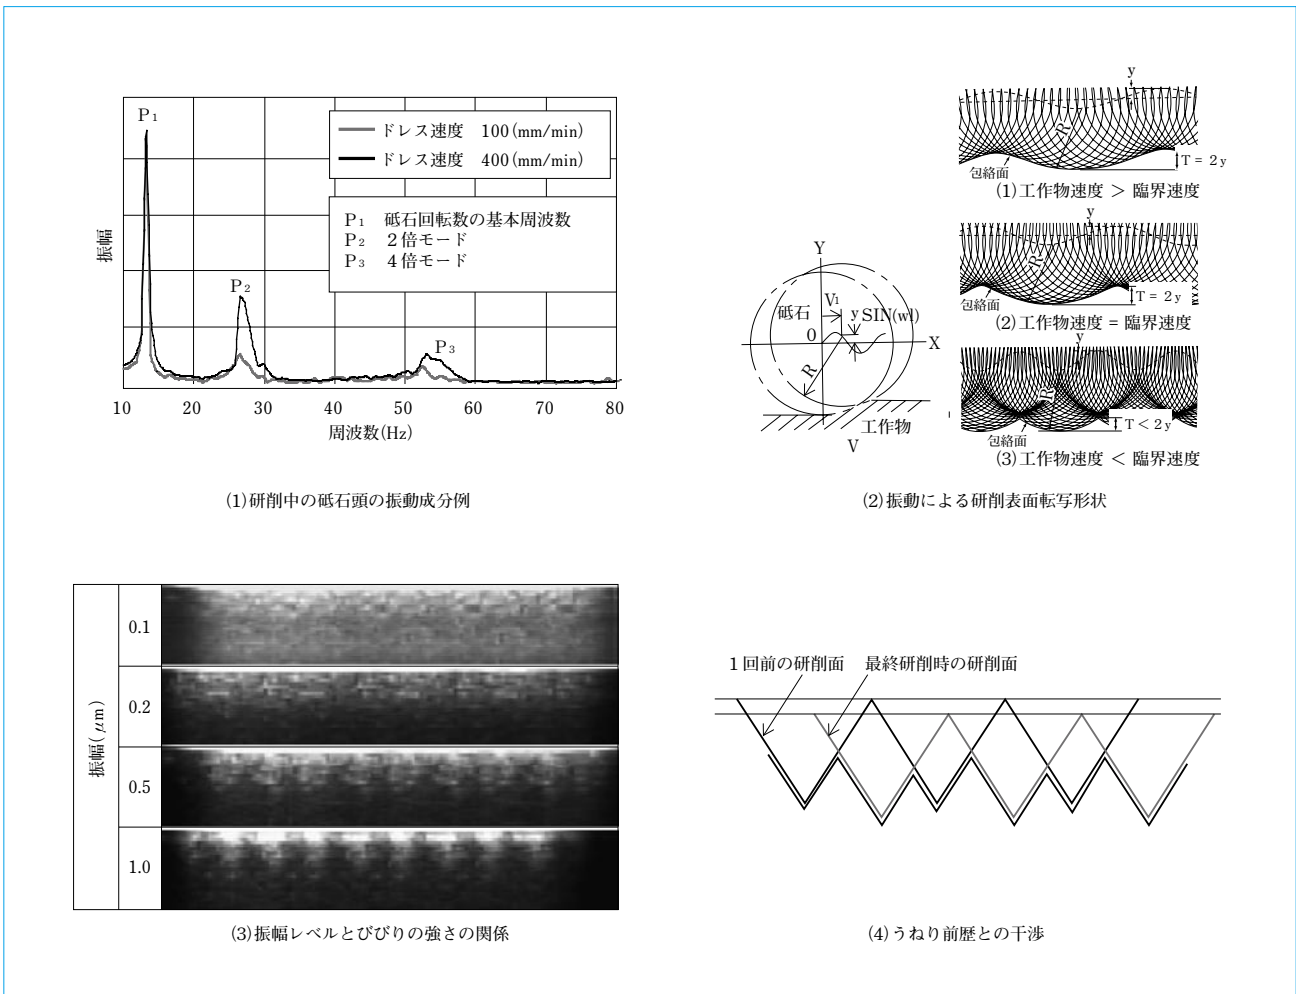 P1
P2
P3
ドレス速度 100(mm/min)
ドレス速度 400(mm/min)
P1 砥石回転数の基本周波数
P2 2倍モード
P3 4倍モード
振幅
10 20 30 40 50 60 70 80
周波数(Hz)
(1)研削中の砥石頭の振動成分例
Y
V1
砥石
y SIN(wl)
0
X
R
工作物
V
y
R
T = 2y
包絡面
(1)工作物速度 > 臨界速度
y
R
包絡面
T = 2y
(2)工作物速度 = 臨界速度
y
R
T < 2y
包絡面
(3)工作物速度 < 臨界速度
(2)振動による研削表面転写形状
振幅(μm)
0.1
0.2
0.5
1.0
(3)振幅レベルとびびりの強さの関係
1回前の研削面 最終研削時の研削面
(4)うねり前歴との干渉